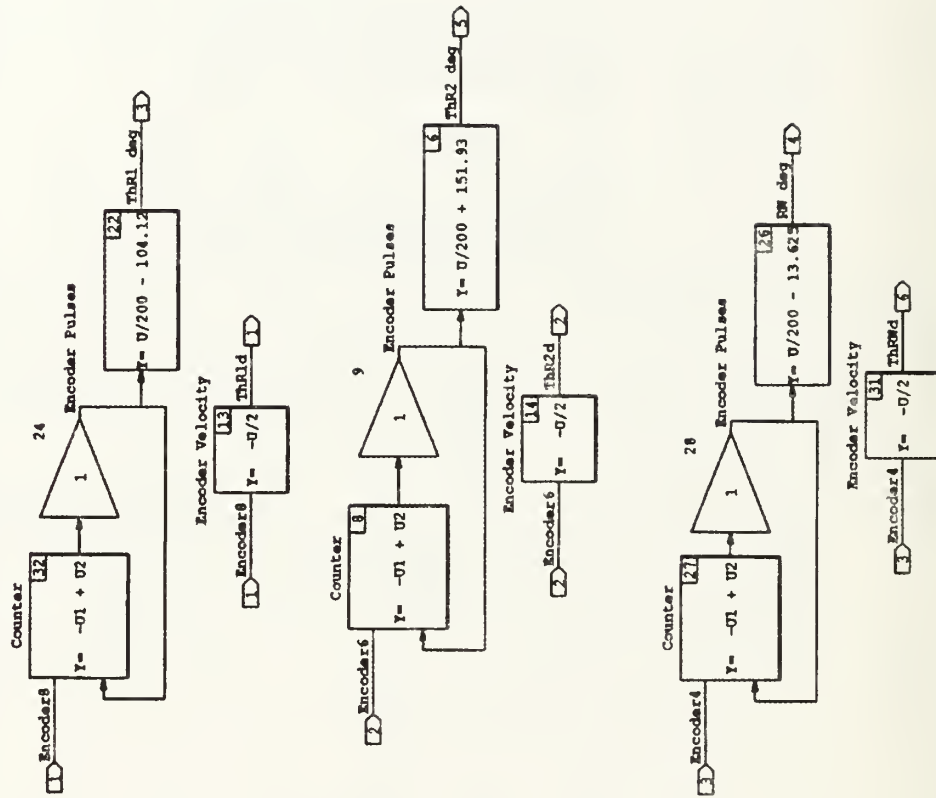 24
Counter
32
Encoder8
1
Y= -U1 + U2
1
Encoder Pulses
22
Y= U/200 - 104.12
ThR1 deg
3
Encoder Velocity
1
Encoder8
13
Y= -U/2
ThR1d
1
9
Counter
8
Encoder6
2
Y= -U1 + U2
1
Encoder Pulses
6
Y= U/200 + 151.93
ThR2 deg
5
Encoder Velocity
2
Encoder6
14
Y= -U/2
ThR2d
2
28
Counter
27
Encoder4
3
Y= -U1 + U2
1
Encoder Pulses
26
Y= U/200 - 13.625
RW deg
4
Encoder Velocity
3
Encoder4
31
Y= -U/2
ThRWd
6